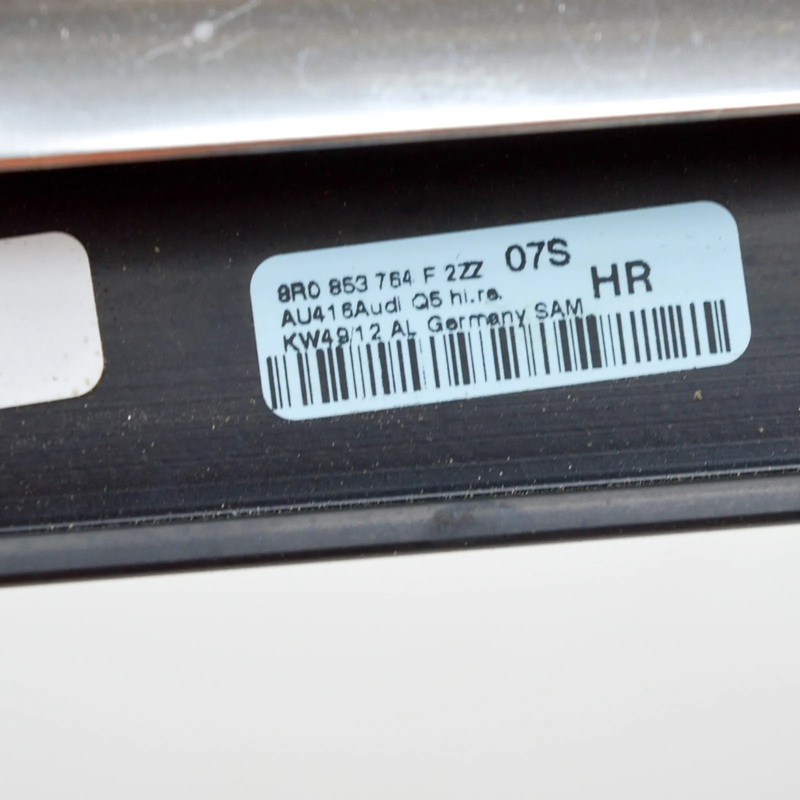 8R0 853 764 F 2ZZ 07S
AU416Audi Q5 hi.re. HR
KW49/12 AL Germany SAM